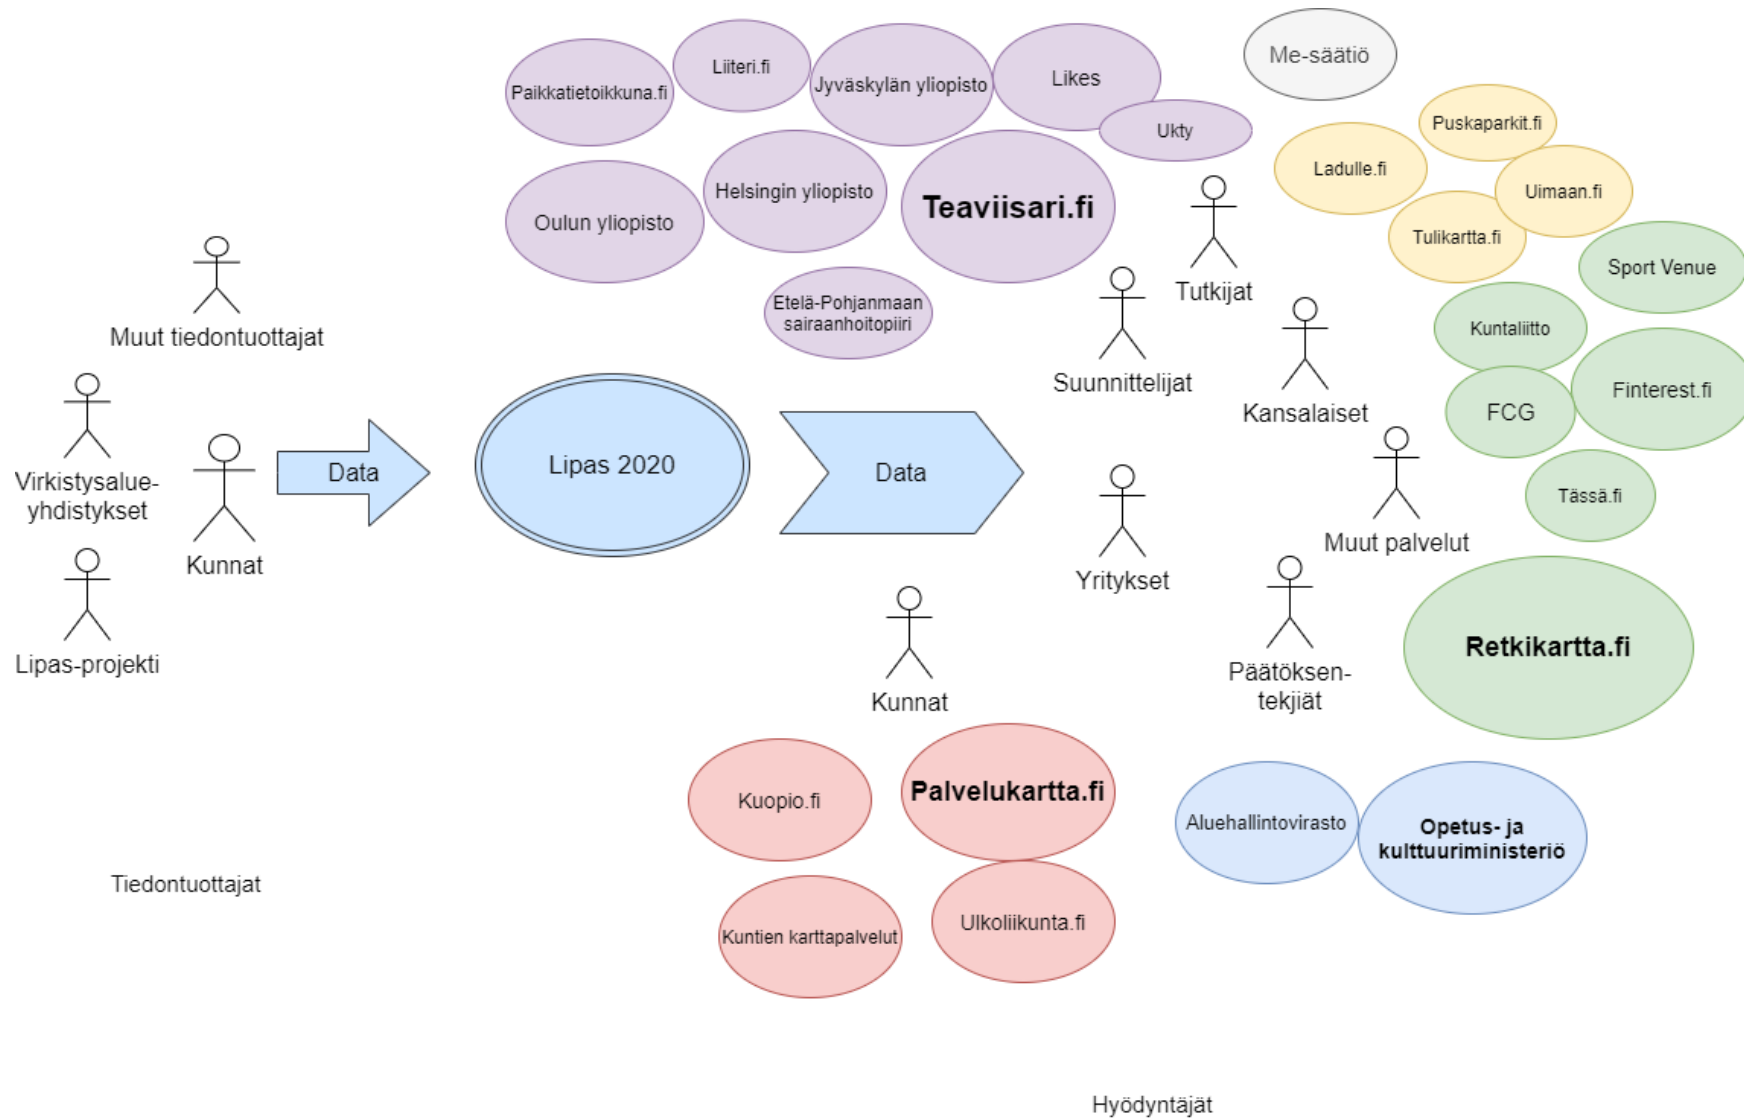 Me-säätiö
Liiteri.fi
Paikkatietoikkuna.fi
Jyväskylän yliopisto
Likes
Ukty
Puskaparkit.fi
Ladulle.fi
Uimaan.fi
Tulikartta.fi
Helsingin yliopisto
Teaviisari.fi
Oulun yliopisto
Sport Venue
Tutkijat
Etelä-Pohjanmaan
sairaanhoitopiiri
Muut tiedontuottajat
Kuntaliitto
Suunnittelijat
Kansalaiset
Finterest.fi
FCG
Virkistysalue-
yhdistykset
Data
Lipas 2020
Data
Tässä.fi
Kunnat
Yritykset
Muut palvelut
Lipas-projekti
Kunnat
Päätöksen-
tekjiät
Retkikartta.fi
Kuopio.fi
Palvelukartta.fi
Aluehallintovirasto
Opetus- ja
kulttuuriministeriö
Tiedontuottajat
Kuntien karttapalvelut
Ulkoliikunta.fi
Hyödyntäjät